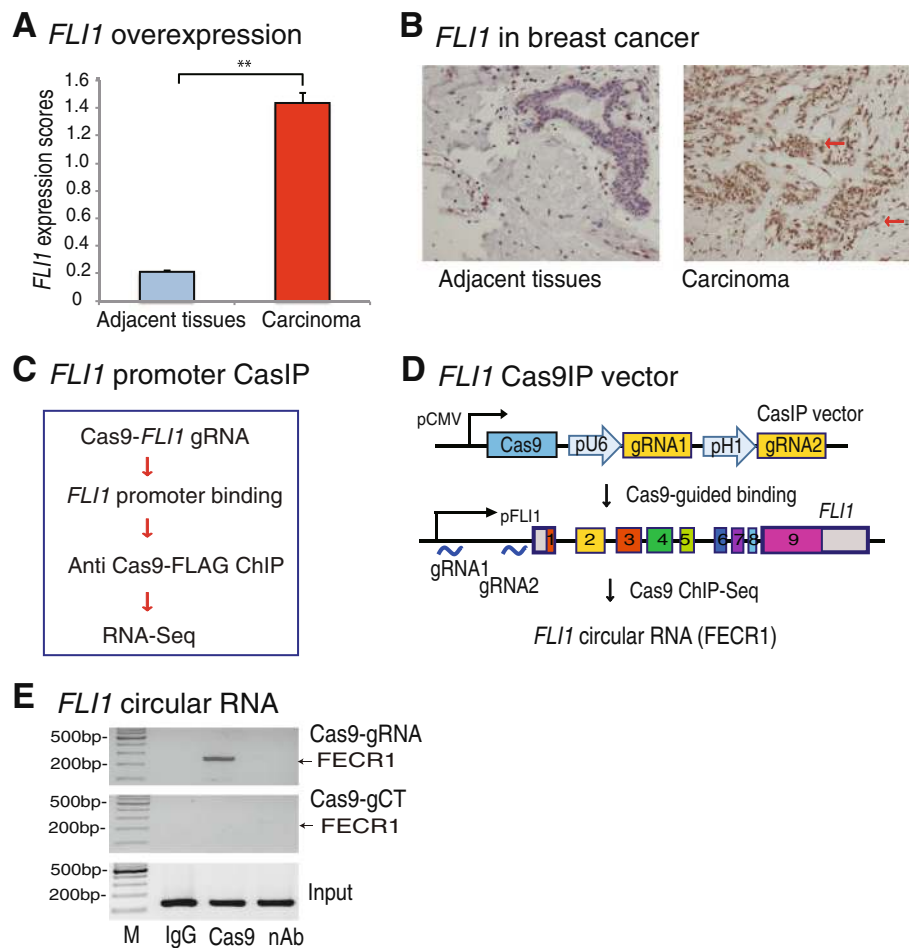 A FLI1 overexpression
**
FLI1 expression scores
1.6
1.4
1.2
1.0
0.8
0.6
0.4
0.2
0
Adjacent tissues
Carcinoma
B FLI1 in breast cancer
Adjacent tissues
Carcinoma
C FLI1 promoter CasIP
Cas9-FLI1 gRNA
FLI1 promoter binding
Anti Cas9-FLAG ChIP
RNA-Seq
D FLI1 Cas9IP vector
pCMV
CasIP vector
Cas9 pU6 gRNA1 pH1 gRNA2
Cas9-guided binding
pFLI1
FLI1
1 2 3 4 5 6 7 8 9
gRNA1
gRNA2
Cas9 ChIP-Seq
FLI1 circular RNA (FECR1)
E FLI1 circular RNA
500bp-
200bp-
Cas9-gRNA
FECR1
500bp-
200bp-
Cas9-gCT
FECR1
500bp-
200bp-
Input
M IgG Cas9 nAb